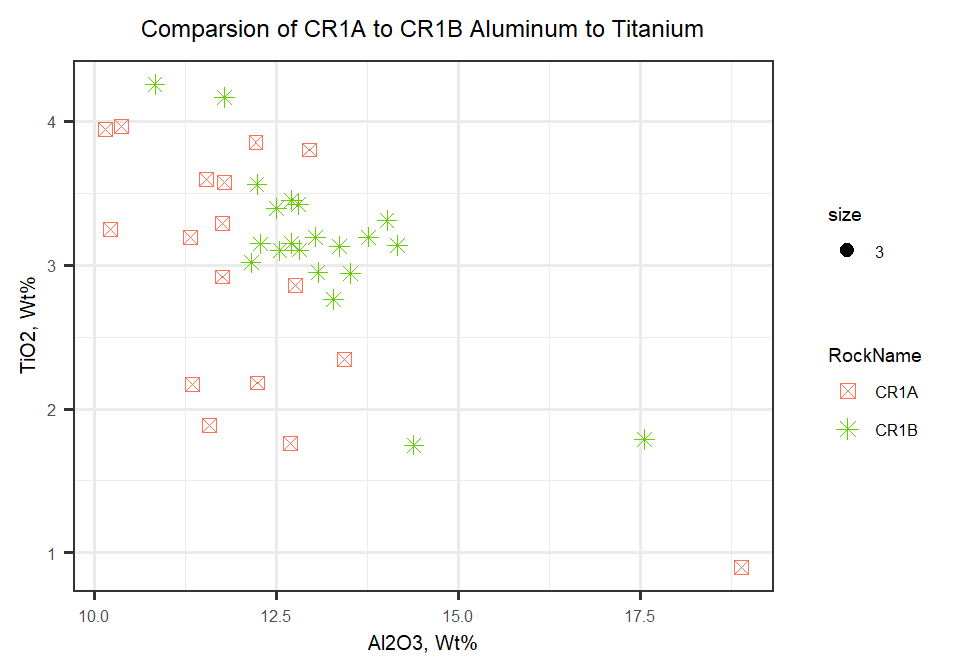 Comparsion of CR1A to CR1B Aluminum to Titanium
TiO2, Wt%
4
3
2
1
10.0
12.5
15.0
17.5
Al2O3, Wt%
size
3
RockName
CR1A
CR1B